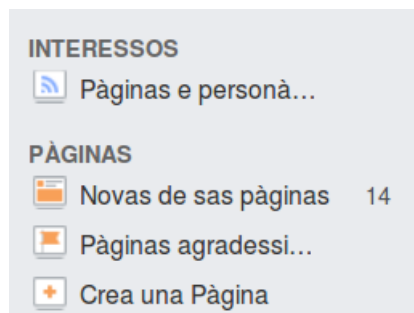 INTERESSOS
Pàginas e personà...
PÀGINAS
Novas de sas pàginas 14
Pàginas agradessi...
Crea una Pàgina